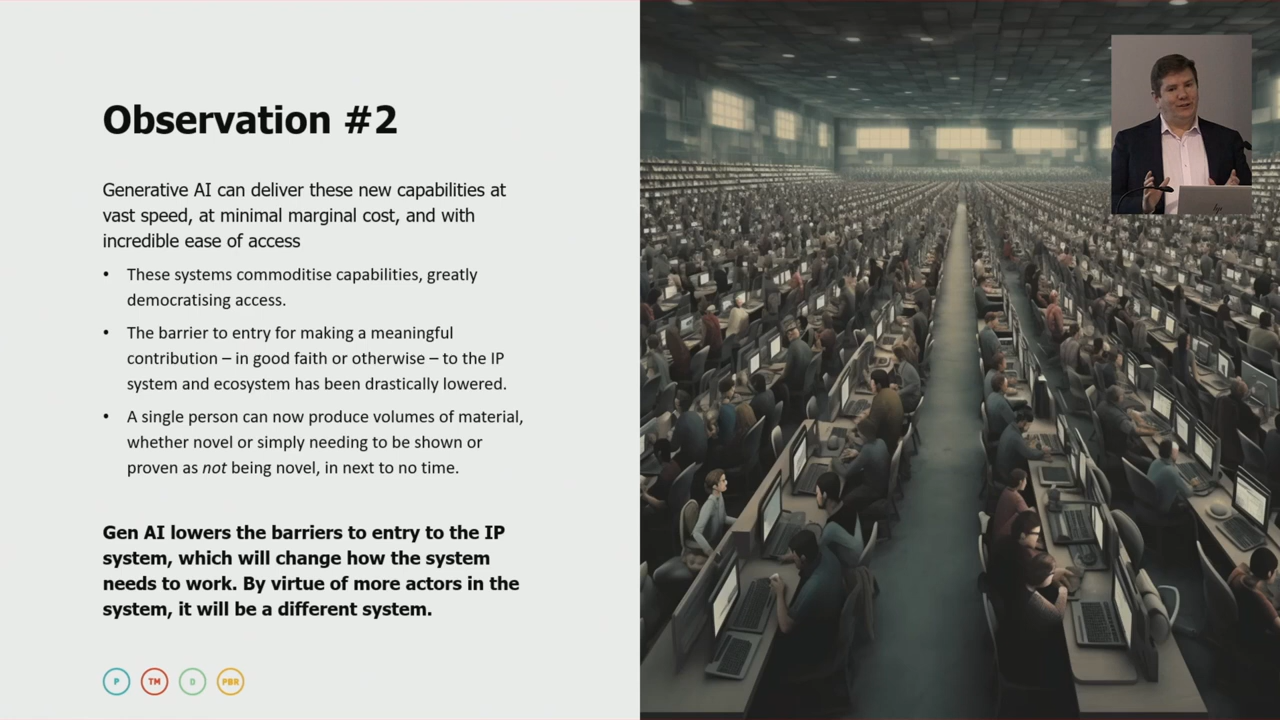 Observation #2
Generative AI can deliver these new capabilities at
vast speed, at minimal marginal cost, and with
incredible ease of access
• These systems commoditise capabilities, greatly
democratising access.
• The barrier to entry for making a meaningful
contribution – in good faith or otherwise – to the IP
system and ecosystem has been drastically lowered.
• A single person can now produce volumes of material,
whether novel or simply needing to be shown or
proven as not being novel, in next to no time.
Gen AI lowers the barriers to entry to the IP
system, which will change how the system
needs to work. By virtue of more actors in the
system, it will be a different system.
P TM D PBR
hp